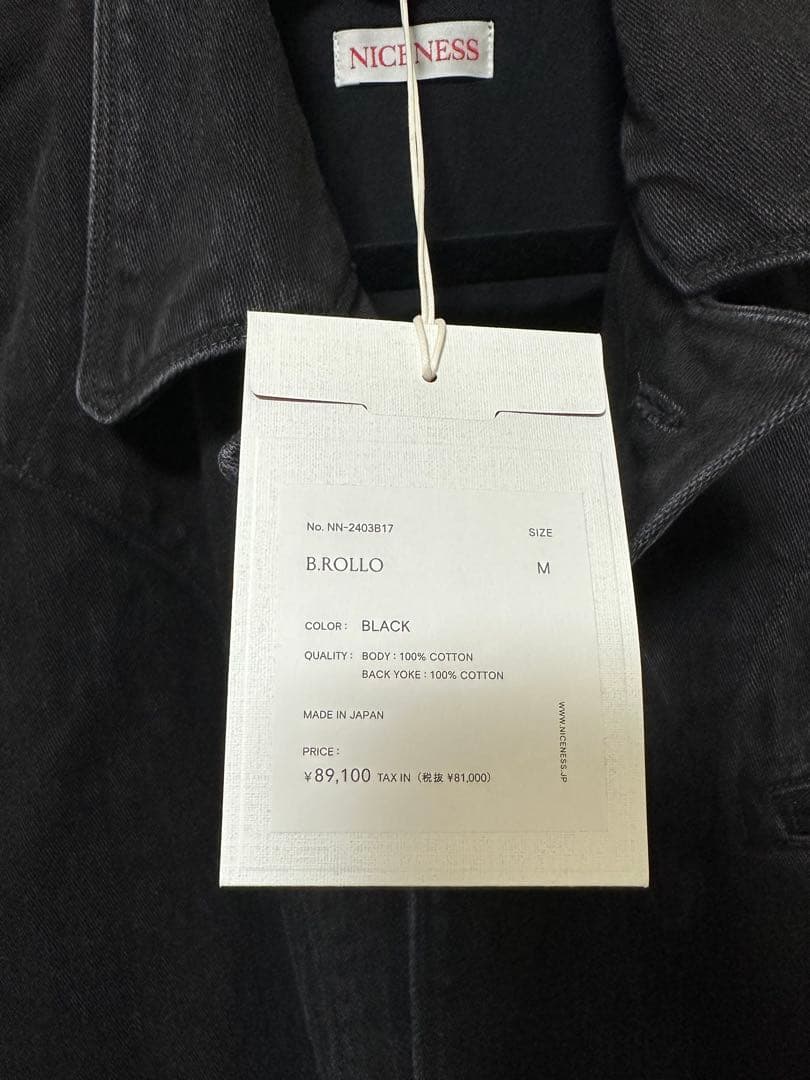 NICENESS
No. NN-2403B17
SIZE
B.ROLLO
M
COLOR : BLACK
QUALITY : BODY : 100% COTTON
BACK YOKE : 100% COTTON
MADE IN JAPAN
WWW.NICENESS.JP
PRICE :
¥89,100 TAX IN (税抜 ¥81,000)